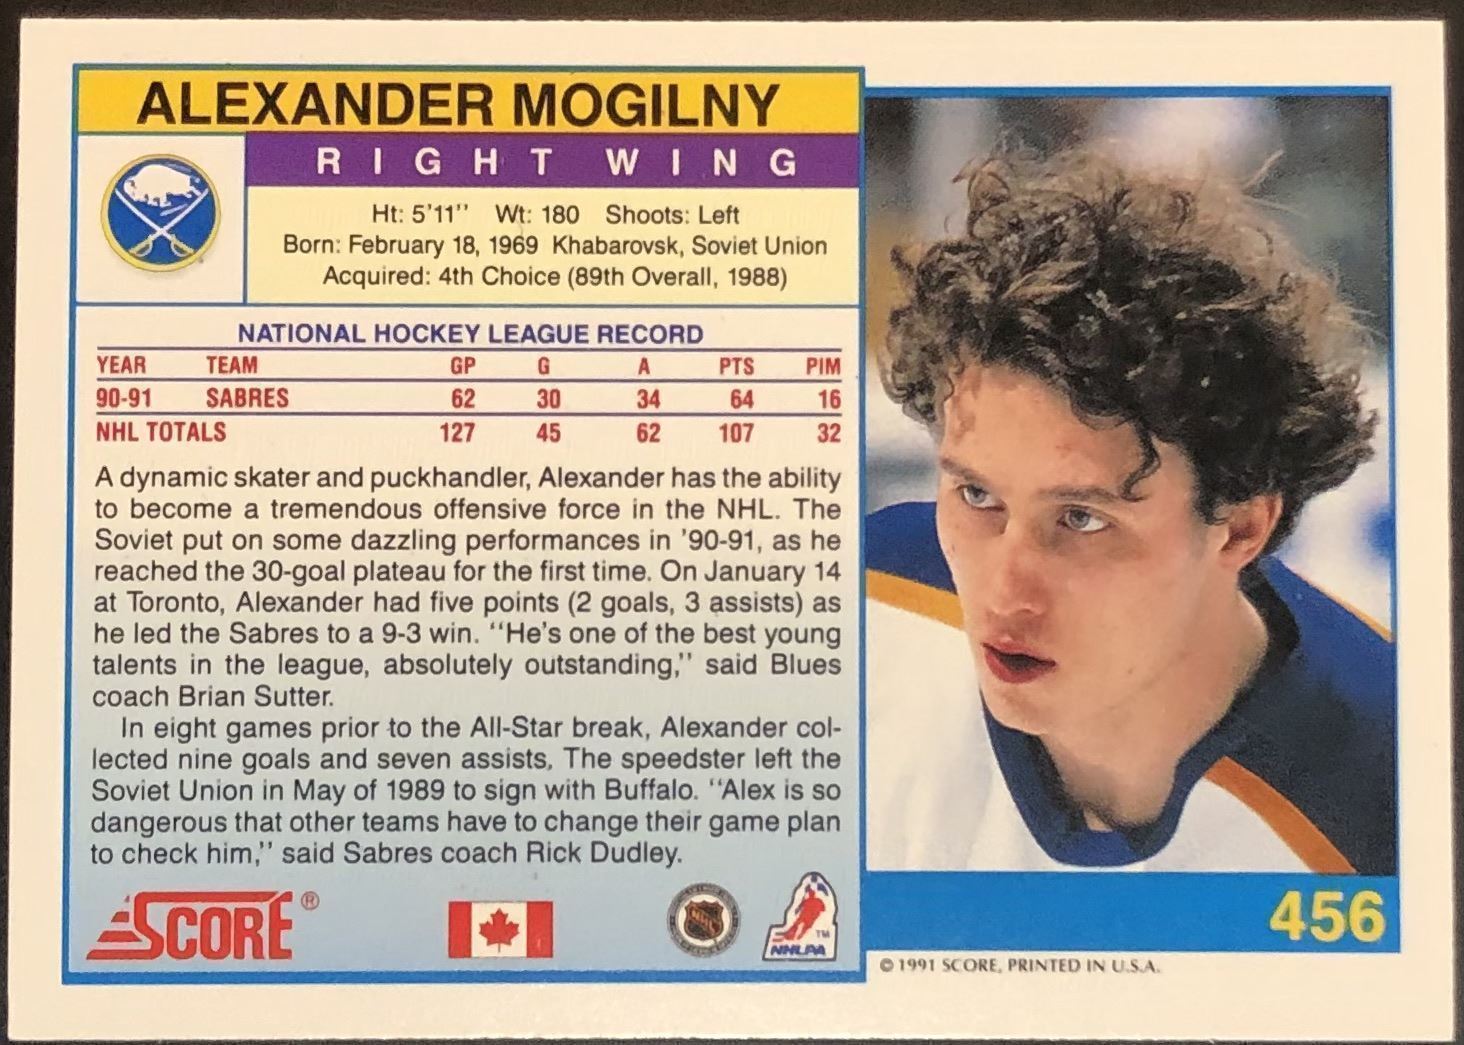 ALEXANDER MOGILNY
RIGHT WING
Ht: 5'11'' Wt: 180 Shoots: Left
Born: February 18, 1969 Khabarovsk, Soviet Union
Acquired: 4th Choice (89th Overall, 1988)
NATIONAL HOCKEY LEAGUE RECORD
YEAR TEAM GP G A PTS PIM
90-91 SABRES 62 30 34 64 16
NHL TOTALS 127 45 62 107 32
A dynamic skater and puckhandler, Alexander has the ability
to become a tremendous offensive force in the NHL. The
Soviet put on some dazzling performances in '90-91, as he
reached the 30-goal plateau for the first time. On January 14
at Toronto, Alexander had five points (2 goals, 3 assists) as
he led the Sabres to a 9-3 win. ''He's one of the best young
talents in the league, absolutely outstanding,'' said Blues
coach Brian Sutter.
In eight games prior to the All-Star break, Alexander col-
lected nine goals and seven assists. The speedster left the
Soviet Union in May of 1989 to sign with Buffalo. ''Alex is so
dangerous that other teams have to change their game plan
to check him,'' said Sabres coach Rick Dudley.
SCORE®
NHL
NHLPA
TM
456
© 1991 SCORE, PRINTED IN U.S.A.